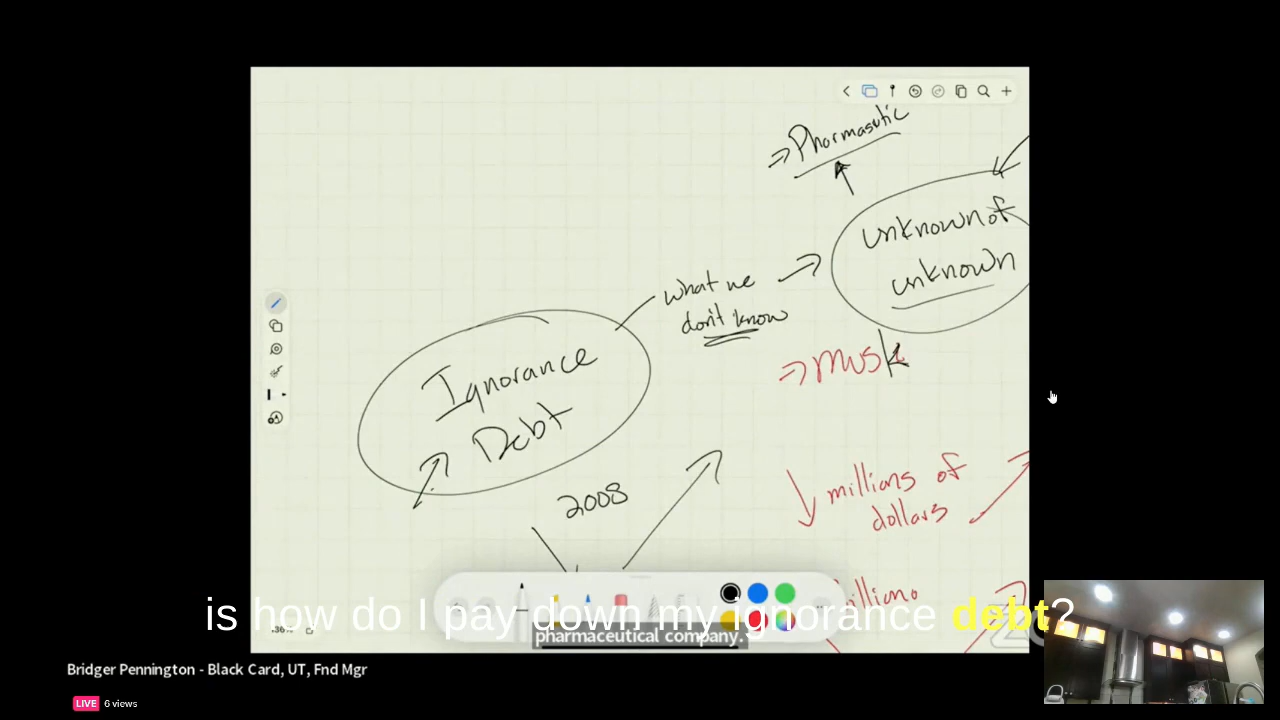 Pharmasutic
unknown of
unknown
what we
don't know
Musk
Ignorance
Debt
millions of
dollars
2008
is how do I pay down my ignorance debt?
pharmaceutical company.
Bridger Pennington - Black Card, UT, Fnd Mgr
LIVE 6 views